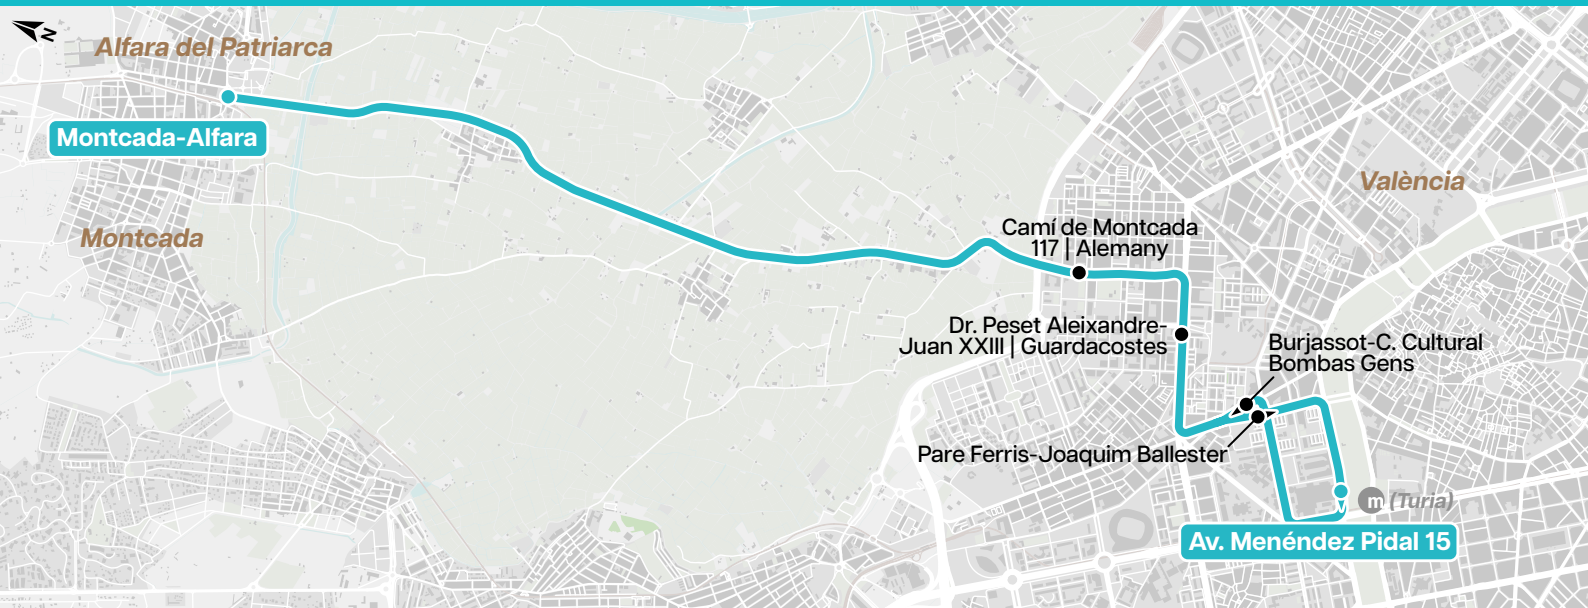 N
Alfara del Patriarca
Montcada-Alfara
Montcada
València
Camí de Montcada
117 | Alemany
Dr. Peset Aleixandre-
Juan XXIII | Guardacostes
Burjassot-C. Cultural
Bombas Gens
Pare Ferris-Joaquim Ballester
m (Turia)
Av. Menéndez Pidal 15